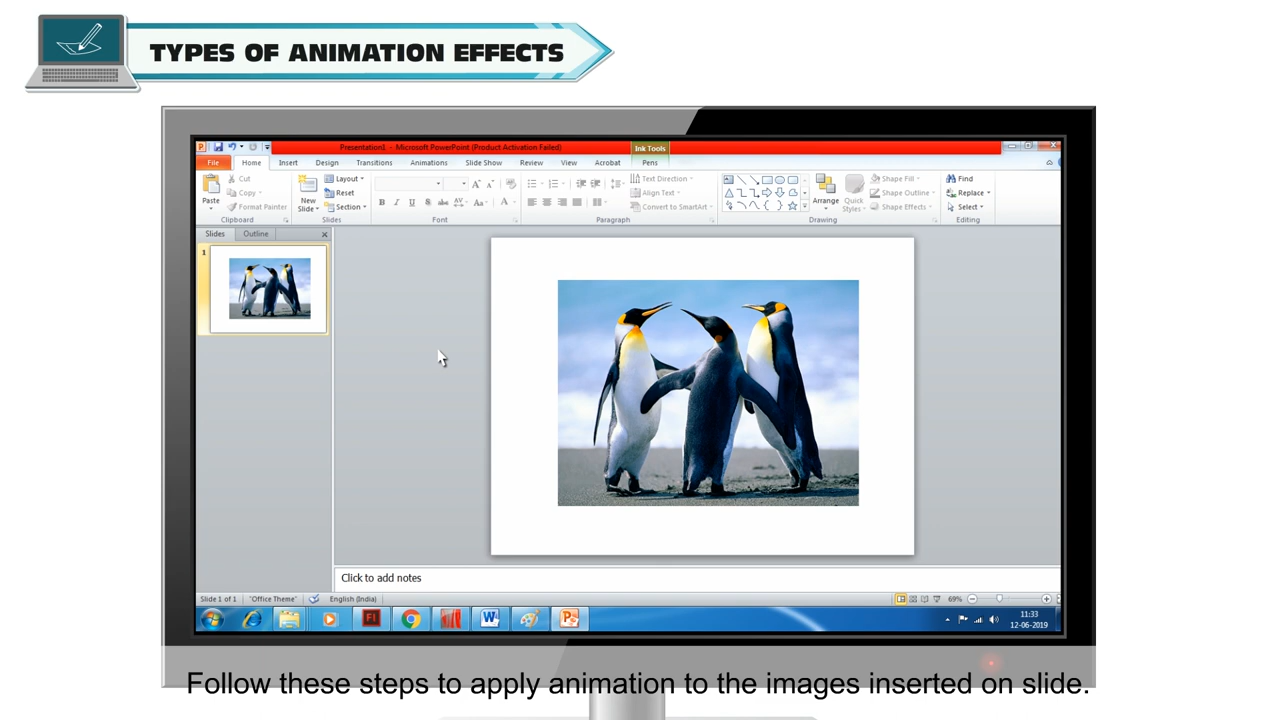 TYPES OF ANIMATION EFFECTS
Presentation1 - Microsoft PowerPoint (Product Activation Failed)
Ink Tools
File Home Insert Design Transitions Animations Slide Show Review View Acrobat Pens
Paste
Cut
Copy
Format Painter
Clipboard
New
Slide
Layout
Reset
Section
Slides
B I U S abc AV Aa A
Font
Text Direction
Align Text
Convert to SmartArt
Paragraph
Arrange
Quick
Styles
Shape Fill
Shape Outline
Shape Effects
Drawing
Find
Replace
Select
Editing
Slides Outline
1
Click to add notes
Slide 1 of 1 "Office Theme" English (India) 69%
11:33
12-06-2019
Follow these steps to apply animation to the images inserted on slide.